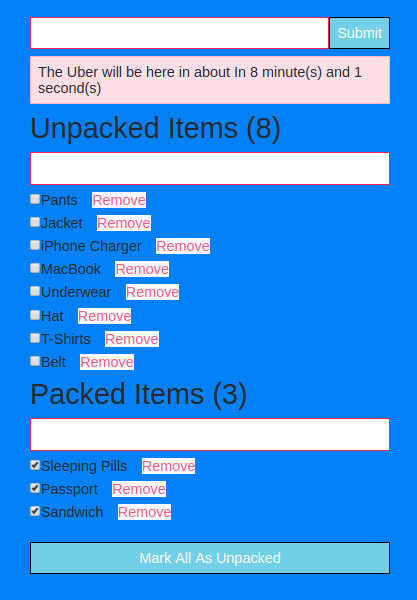 Submit
The Uber will be here in about In 8 minute(s) and 1
second(s)
Unpacked Items (8)
Pants Remove
Jacket Remove
iPhone Charger Remove
MacBook Remove
Underwear Remove
Hat Remove
T-Shirts Remove
Belt Remove
Packed Items (3)
Sleeping Pills Remove
Passport Remove
Sandwich Remove
Mark All As Unpacked